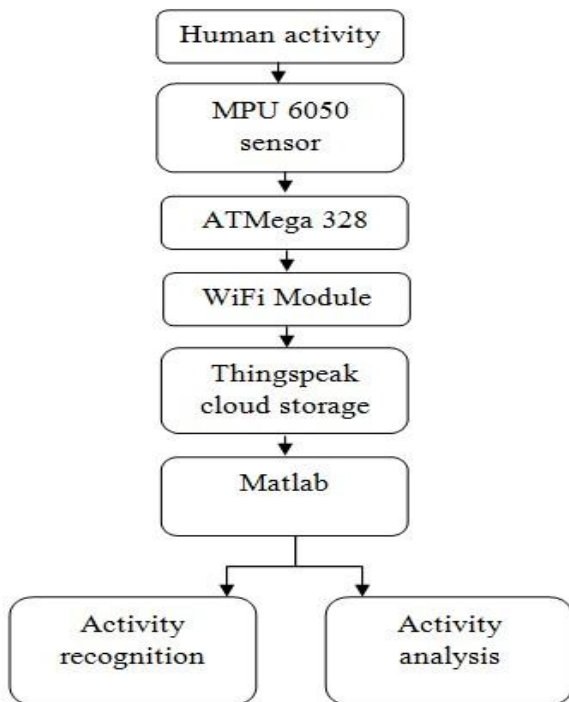 Human activity
MPU 6050
sensor
ATMega 328
WiFi Module
Thingspeak
cloud storage
Matlab
Activity
recognition
Activity
analysis